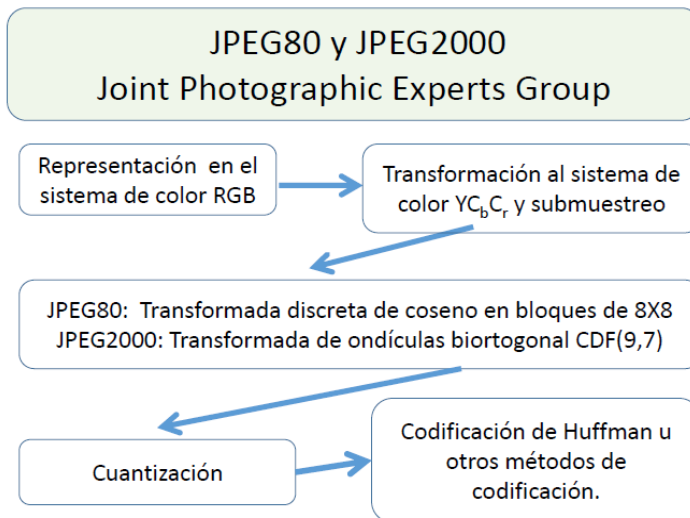 JPEG80 y JPEG2000
Joint Photographic Experts Group
Representación en el
sistema de color RGB
Transformación al sistema de
color YCbCr y submuestreo
JPEG80: Transformada discreta de coseno en bloques de 8X8
JPEG2000: Transformada de ondículas biortogonal CDF(9,7)
Cuantización
Codificación de Huffman u
otros métodos de
codificación.